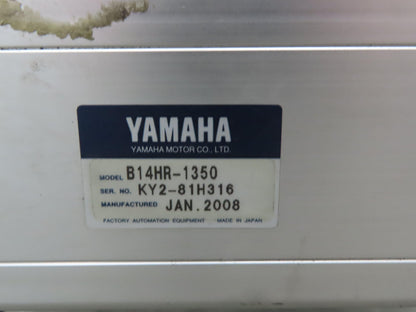 YAMAHA
YAMAHA MOTOR CO., LTD.
MODEL B14HR-1350
SER. NO. KY2-81H316
MANUFACTURED JAN. 2008
FACTORY AUTOMATION EQUIPMENT MADE IN JAPAN